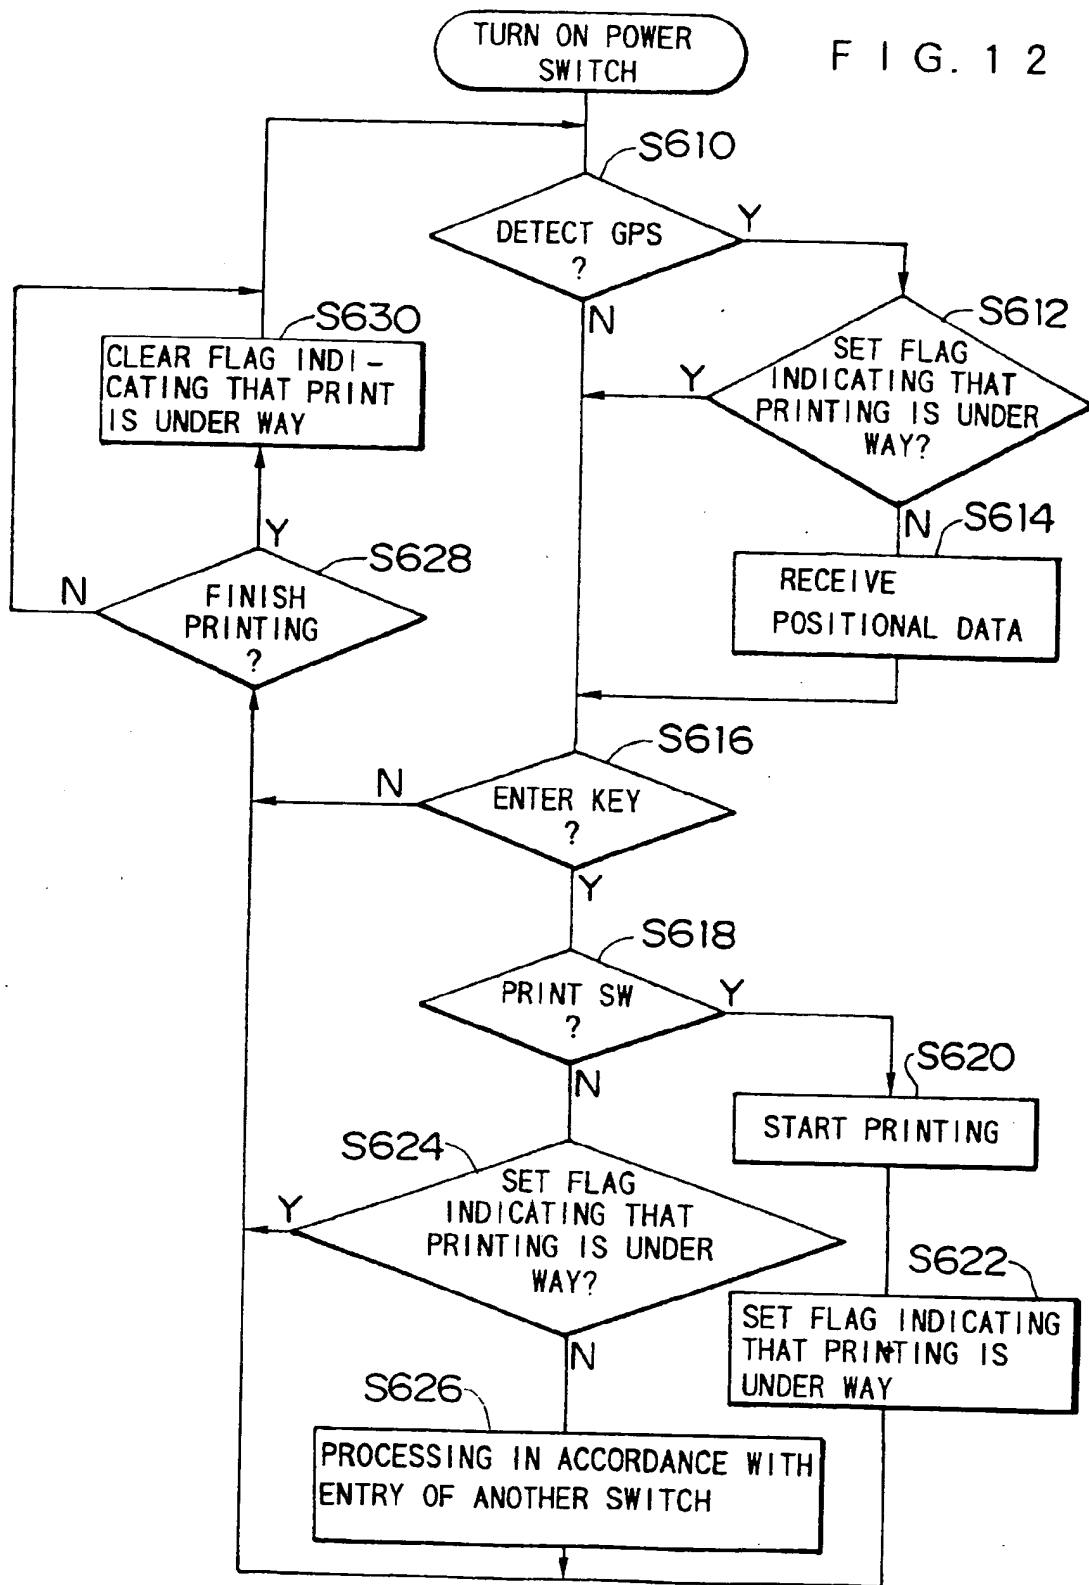 TURN ON POWER
SWITCH
FIG. 12
S610
DETECT GPS
?
Y
N
S612
SET FLAG
INDICATING THAT
PRINTING IS UNDER
WAY?
Y
N
S614
RECEIVE
POSITIONAL DATA
S630
CLEAR FLAG INDI-
CATING THAT PRINT
IS UNDER WAY
Y
S628
N
FINISH
PRINTING
?
S616
N
ENTER KEY
?
Y
S618
PRINT SW
?
Y
N
S620
START PRINTING
S624
SET FLAG
INDICATING THAT
PRINTING IS UNDER
WAY?
Y
N
S622
SET FLAG INDICATING
THAT PRINTING IS
UNDER WAY
S626
PROCESSING IN ACCORDANCE WITH
ENTRY OF ANOTHER SWITCH